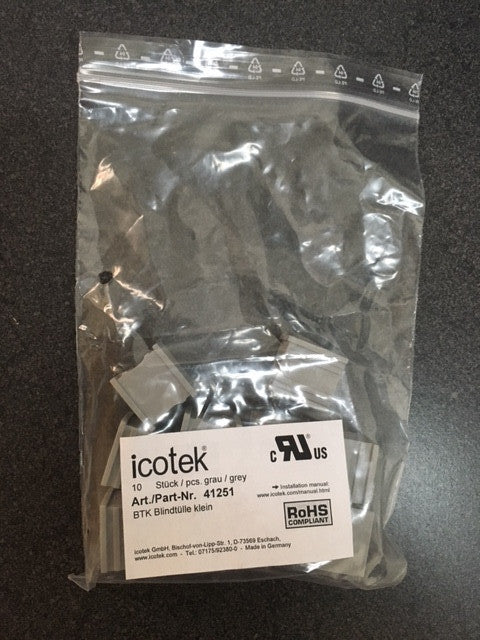 icotek®
10 Stück / pcs. grau / grey
Art./Part-Nr. 41251
BTK Blindtülle klein
c RU US
➔ Installation manual:
www.icotek.com/manual.html
RoHS
COMPLIANT
icotek GmbH, Bischof-von-Lipp-Str. 1, D-73569 Eschach,
www.icotek.com - Tel.: 07175/92380-0 - Made in Germany